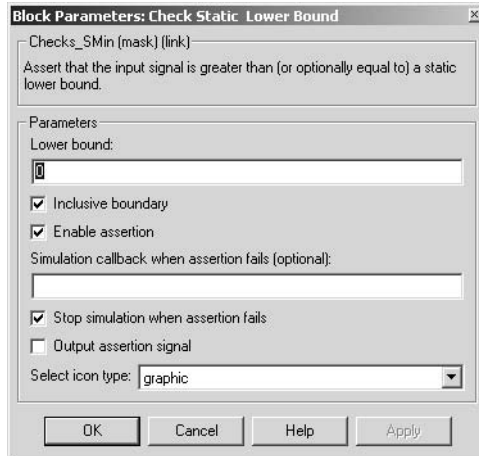 Block Parameters: Check Static Lower Bound
Checks_SMin (mask) (link)
Assert that the input signal is greater than (or optionally equal to) a static
lower bound.
Parameters
Lower bound:
0
Inclusive boundary
Enable assertion
Simulation callback when assertion fails (optional):
Stop simulation when assertion fails
Output assertion signal
Select icon type: graphic
OK Cancel Help Apply